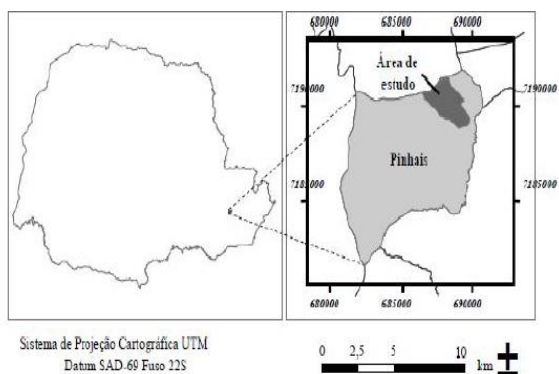 680000 685000 690000
Área de
estudo
7190000 7190000
Pinhais
7185000 7185000
680000 685000 690000
Sistema de Projeção Cartográfica UTM
Datum SAD-69 Fuso 22S
0 2,5 5 10
km